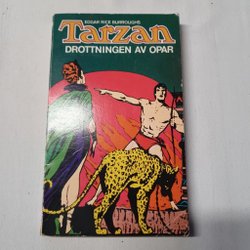 EDGAR RICE BURROUGHS
Tarzan
DROTTNINGEN AV OPAR